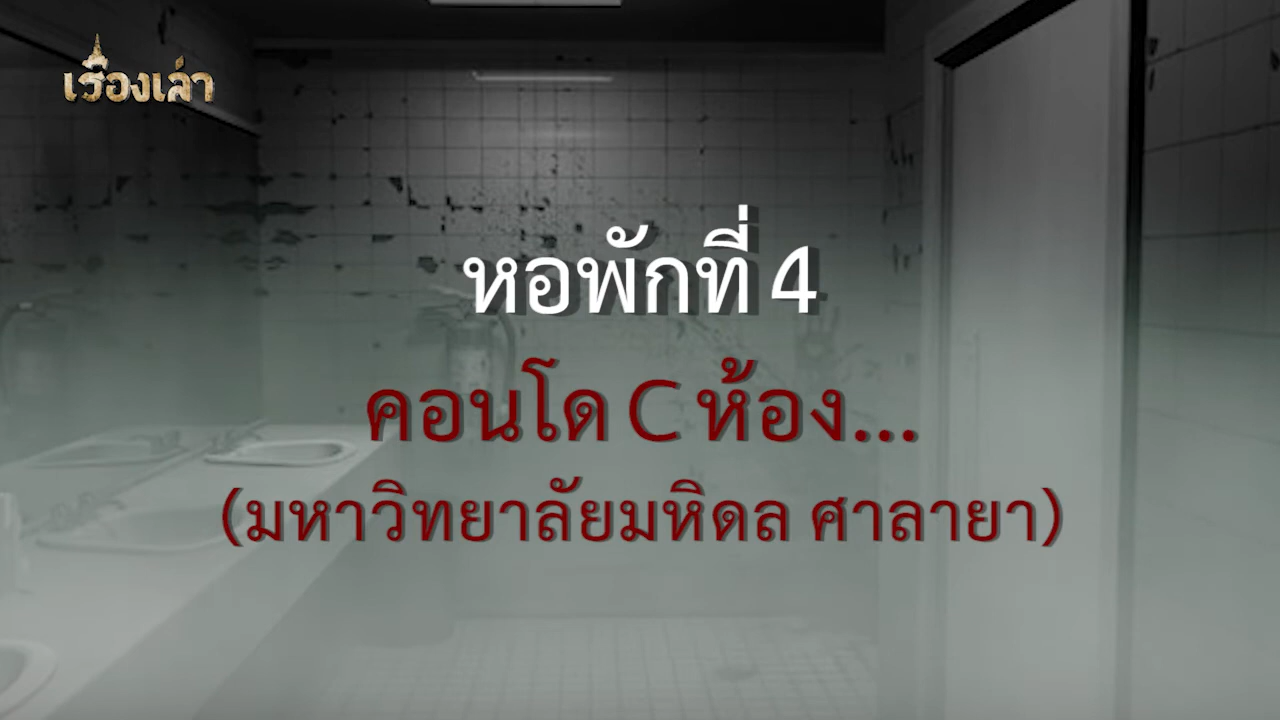 เรื่องเล่า
หอพักที่ 4
คอนโด C ห้อง...
(มหาวิทยาลัยมหิดล ศาลายา)